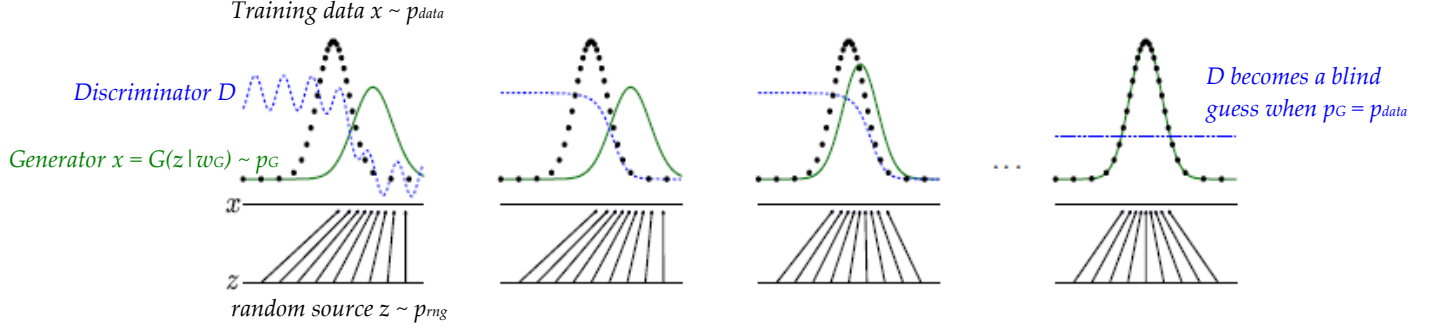 Training data x ~ pdata
Discriminator D
D becomes a blind
guess when pG = pdata
Generator x = G(z|wG) ~ pG
...
x
z
random source z ~ prng